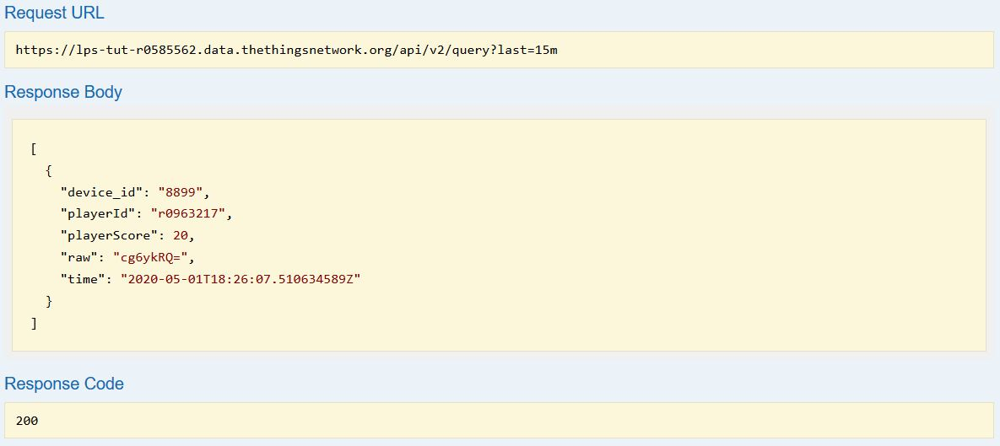 Request URL
https://lps-tut-r0585562.data.thethingsnetwork.org/api/v2/query?last=15m
Response Body
[
{
"device_id": "8899",
"playerId": "r0963217",
"playerScore": 20,
"raw": "cg6ykRQ=",
"time": "2020-05-01T18:26:07.510634589Z"
}
]
Response Code
200